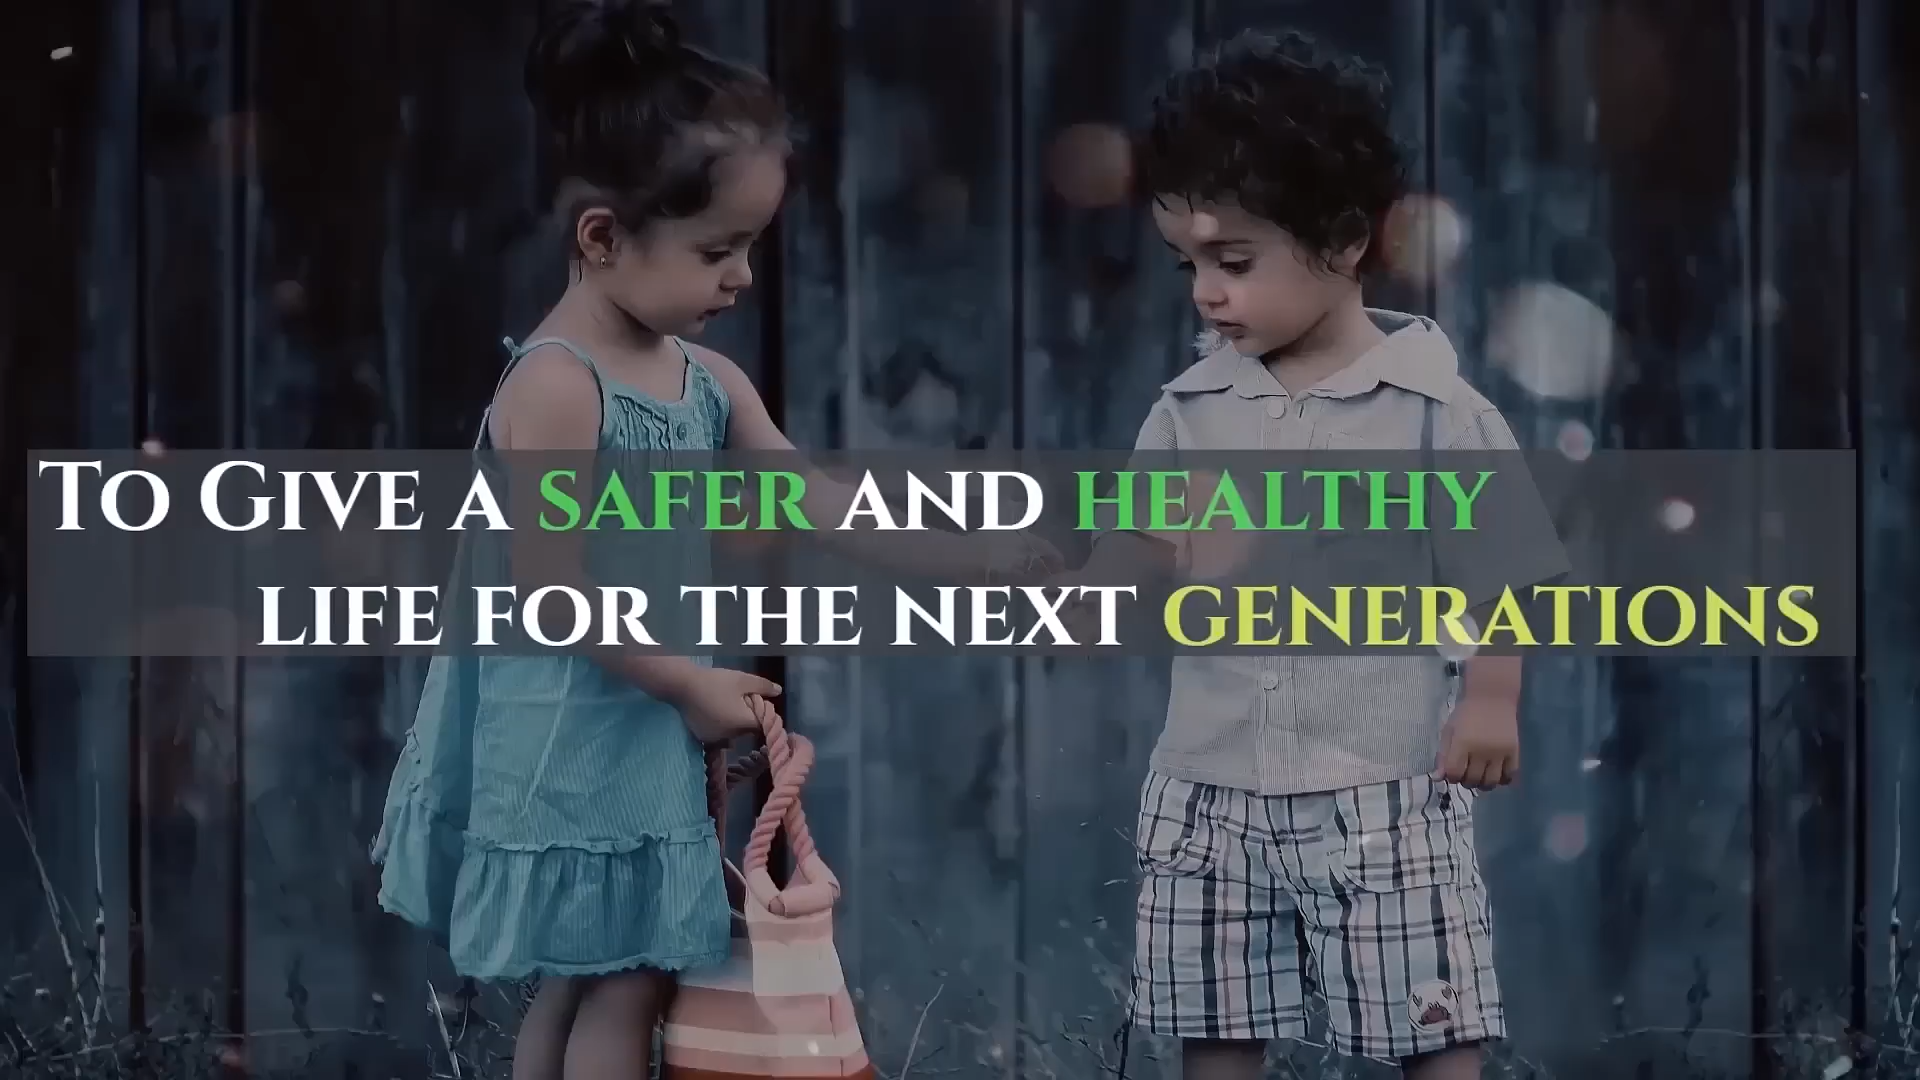 To Give a safer and healthy
life for the next generations